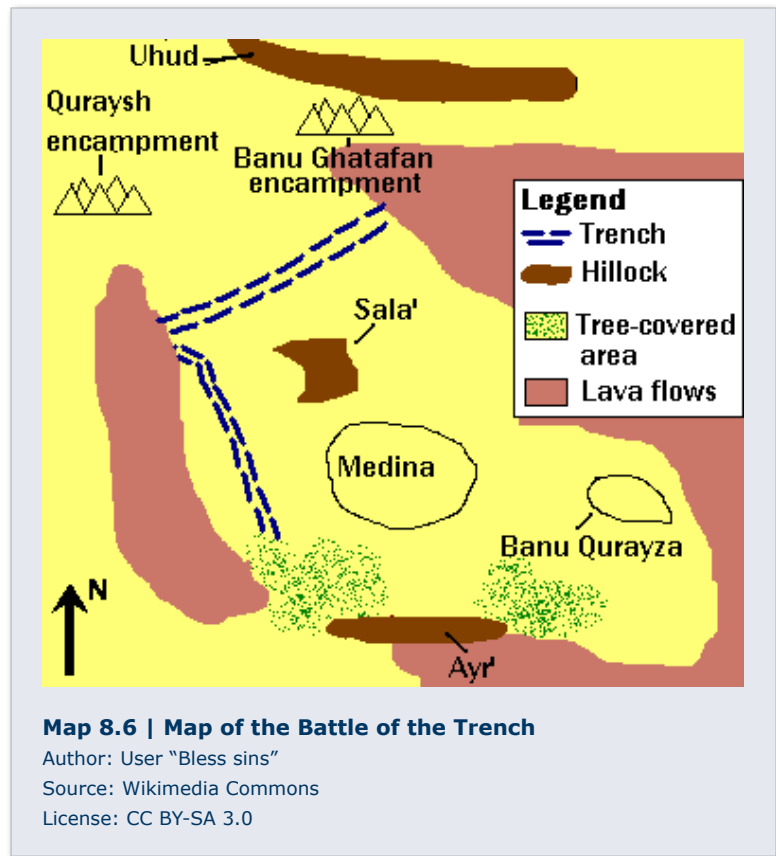 Uhud
Quraysh
encampment
Banu Ghatafan
encampment
Legend
Trench
Hillock
Tree-covered
area
Lava flows
Sala'
Medina
Banu Qurayza
N
Ayr'
Map 8.6 | Map of the Battle of the Trench
Author: User “Bless sins”
Source: Wikimedia Commons
License: CC BY-SA 3.0